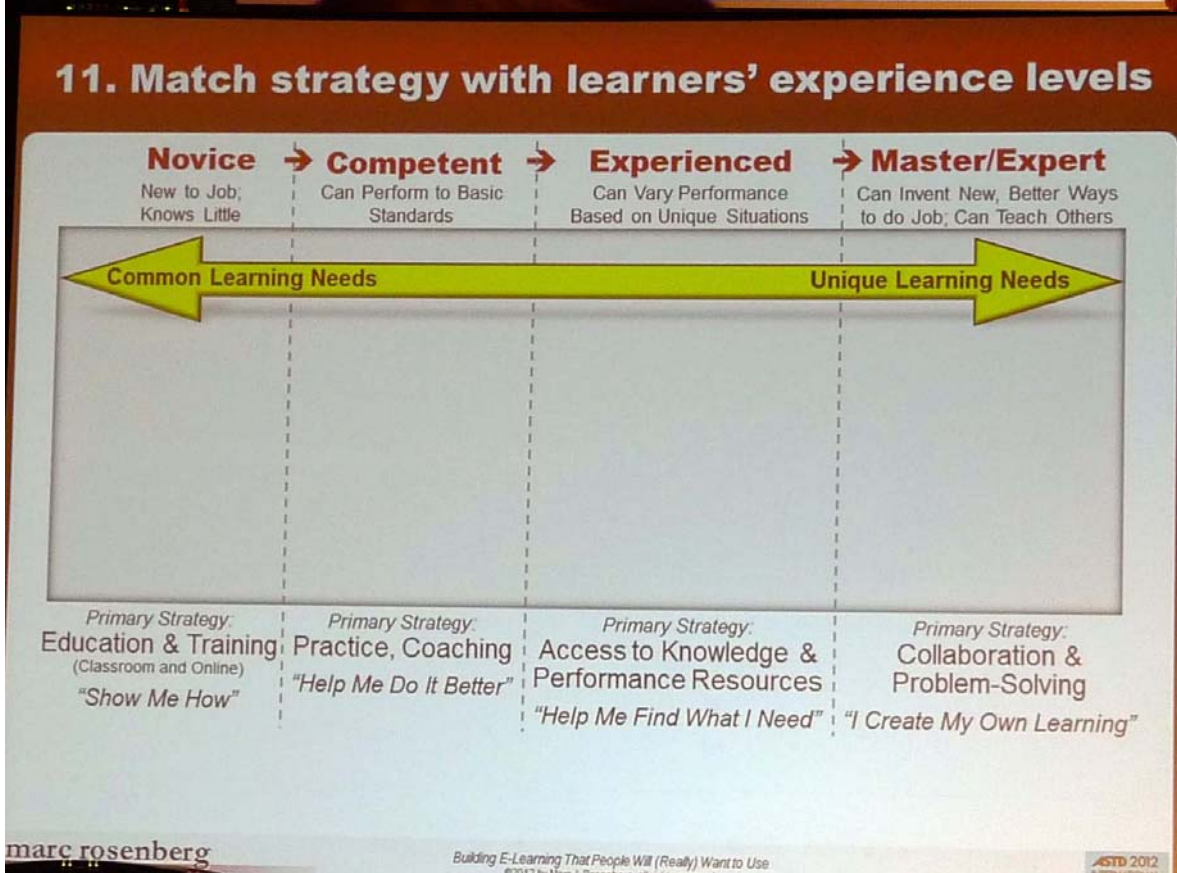 11. Match strategy with learners' experience levels
Novice → Competent → Experienced → Master/Expert
New to Job;
Knows Little
Can Perform to Basic
Standards
Can Vary Performance
Based on Unique Situations
Can Invent New, Better Ways
to do Job; Can Teach Others
Common Learning Needs
Unique Learning Needs
Primary Strategy:
Education & Training
(Classroom and Online)
"Show Me How"
Primary Strategy:
Practice, Coaching
"Help Me Do It Better"
Primary Strategy:
Access to Knowledge &
Performance Resources
"Help Me Find What I Need"
Primary Strategy:
Collaboration &
Problem-Solving
"I Create My Own Learning"
marc rosenberg
Building E-Learning That People Will (Really) Want to Use
ASTD 2012